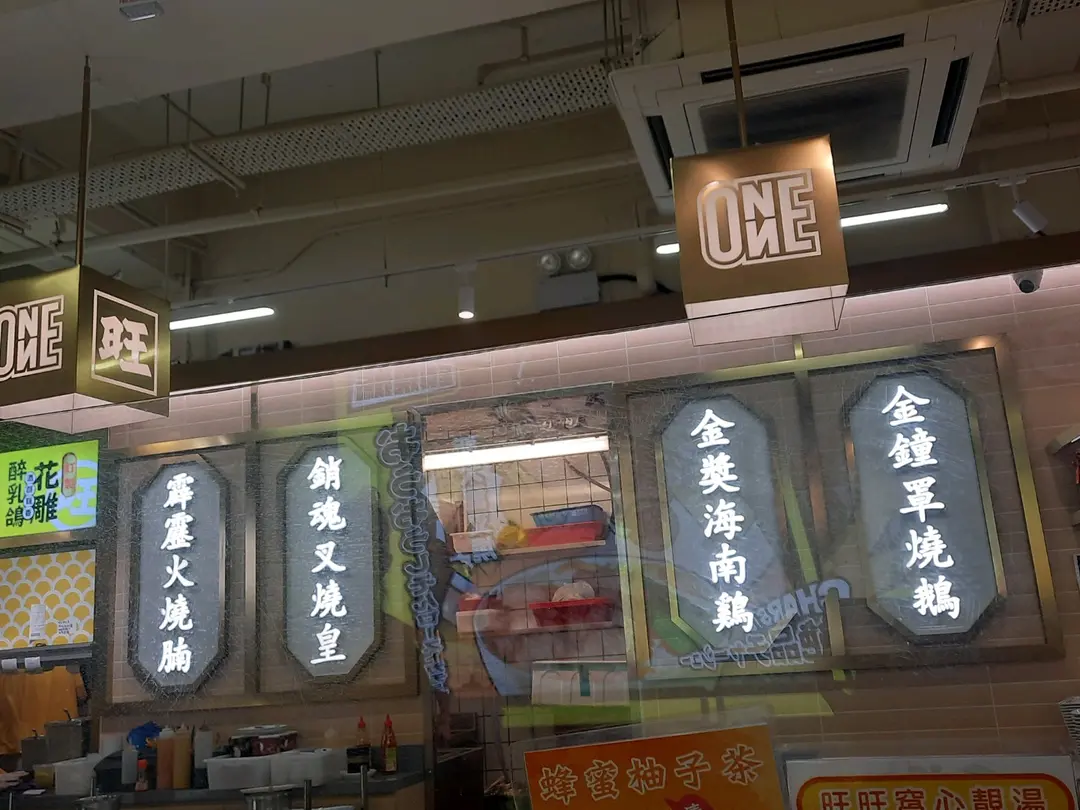 ONE
旺
ONE
花雕
醉乳鴿
霹靂火燒腩
銷魂叉燒皇
金獎海南鷄
金鐘罩燒鵝
蜂蜜柚子茶
旺旺窩心靚湯